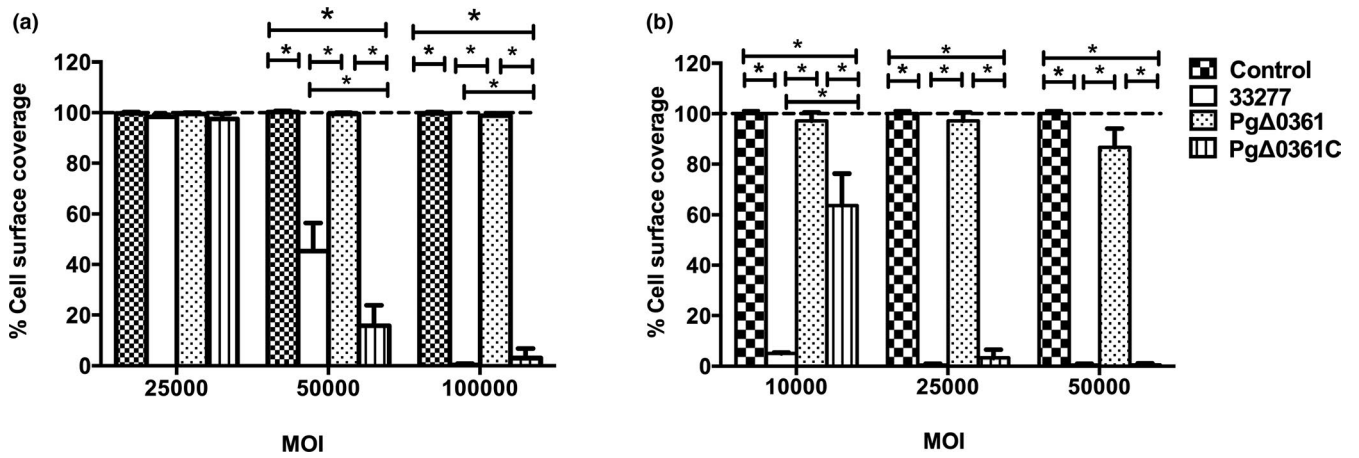 (a)
* *
* * * * * *
* *
% Cell surface coverage
120
100
80
60
40
20
0
25000 50000 100000
MOI
(b)
* * *
* * * * * * * * *
*
% Cell surface coverage
120
100
80
60
40
20
0
10000 25000 50000
MOI
Control
33277
PgΔ0361
PgΔ0361C